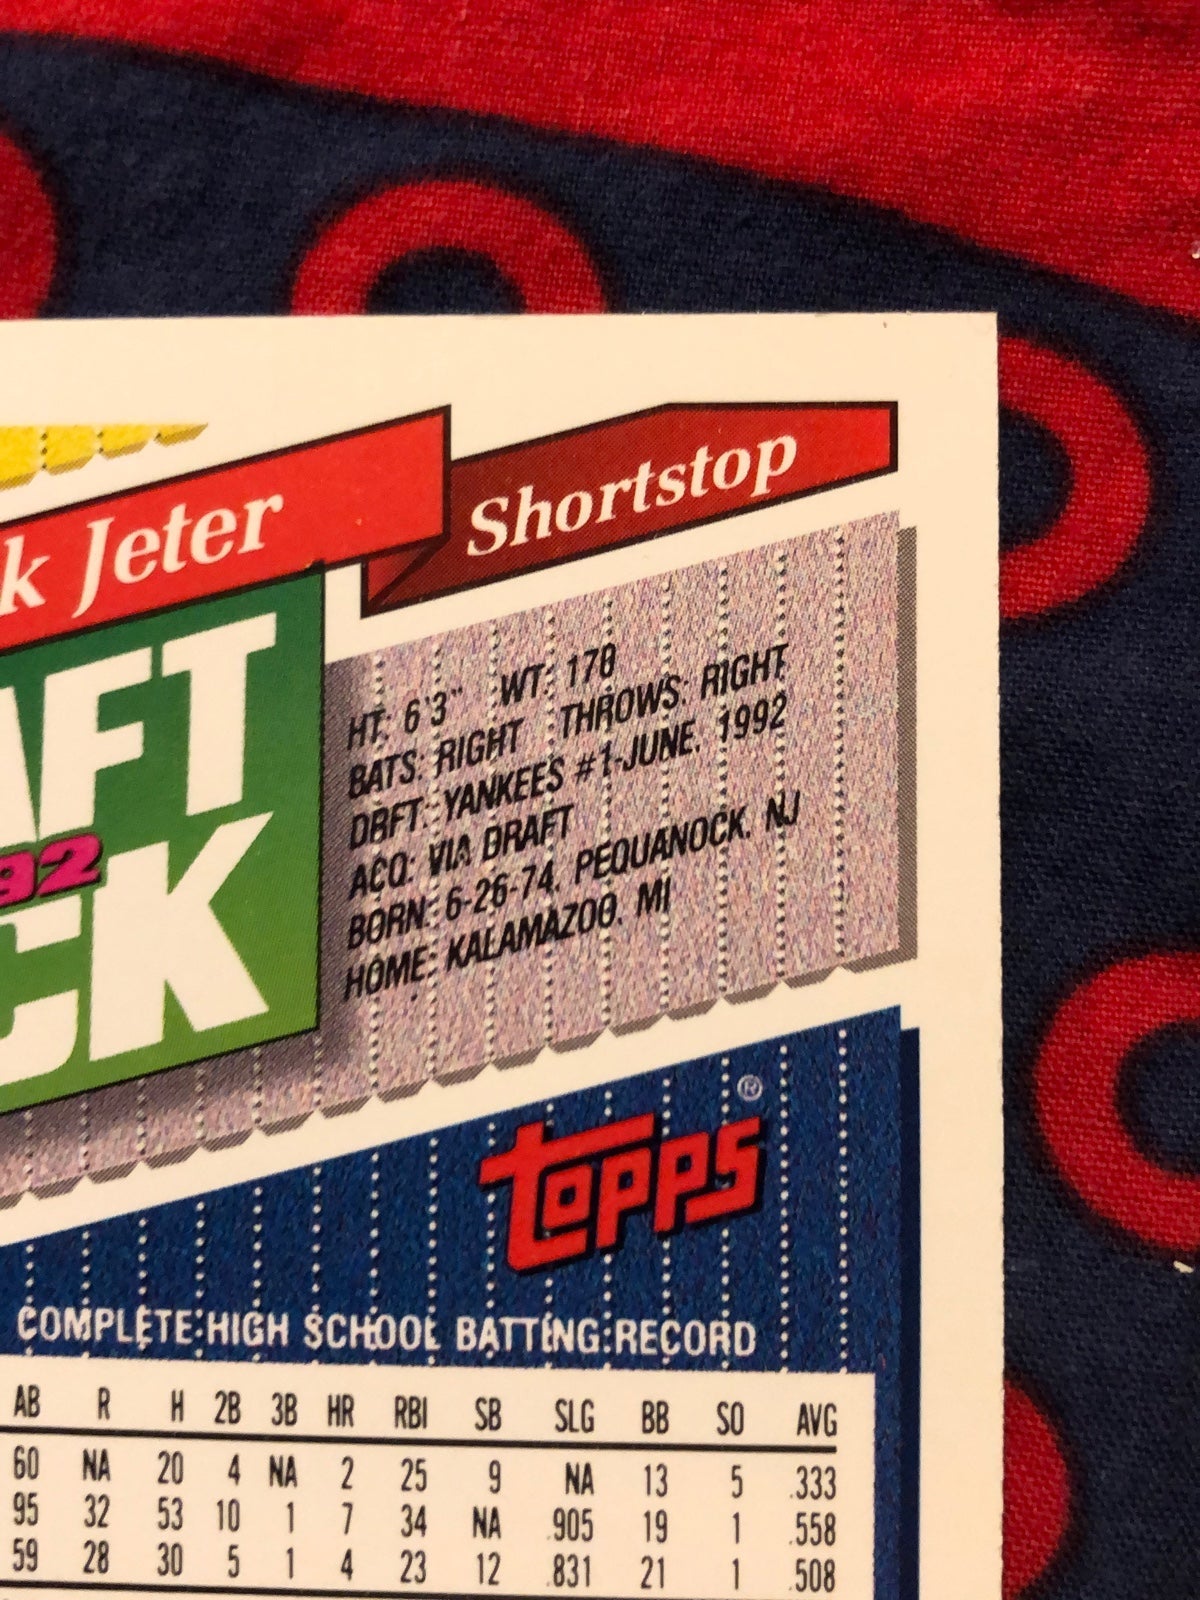 k Jeter
Shortstop
AFT
92
CK
HT: 6'3" WT: 170
BATS: RIGHT THROWS: RIGHT
DRFT: YANKEES #1-JUNE, 1992
ACQ: VIA DRAFT
BORN: 6-26-74, PEQUANOCK, NJ
HOME: KALAMAZOO, MI
TOPPS®
COMPLETE HIGH SCHOOL BATTING RECORD
AB R H 2B 3B HR RBI SB SLG BB SO AVG
60 NA 20 4 NA 2 25 9 NA 13 5 .333
95 32 53 10 1 7 34 NA .905 19 1 .558
59 28 30 5 1 4 23 12 .831 21 1 .508